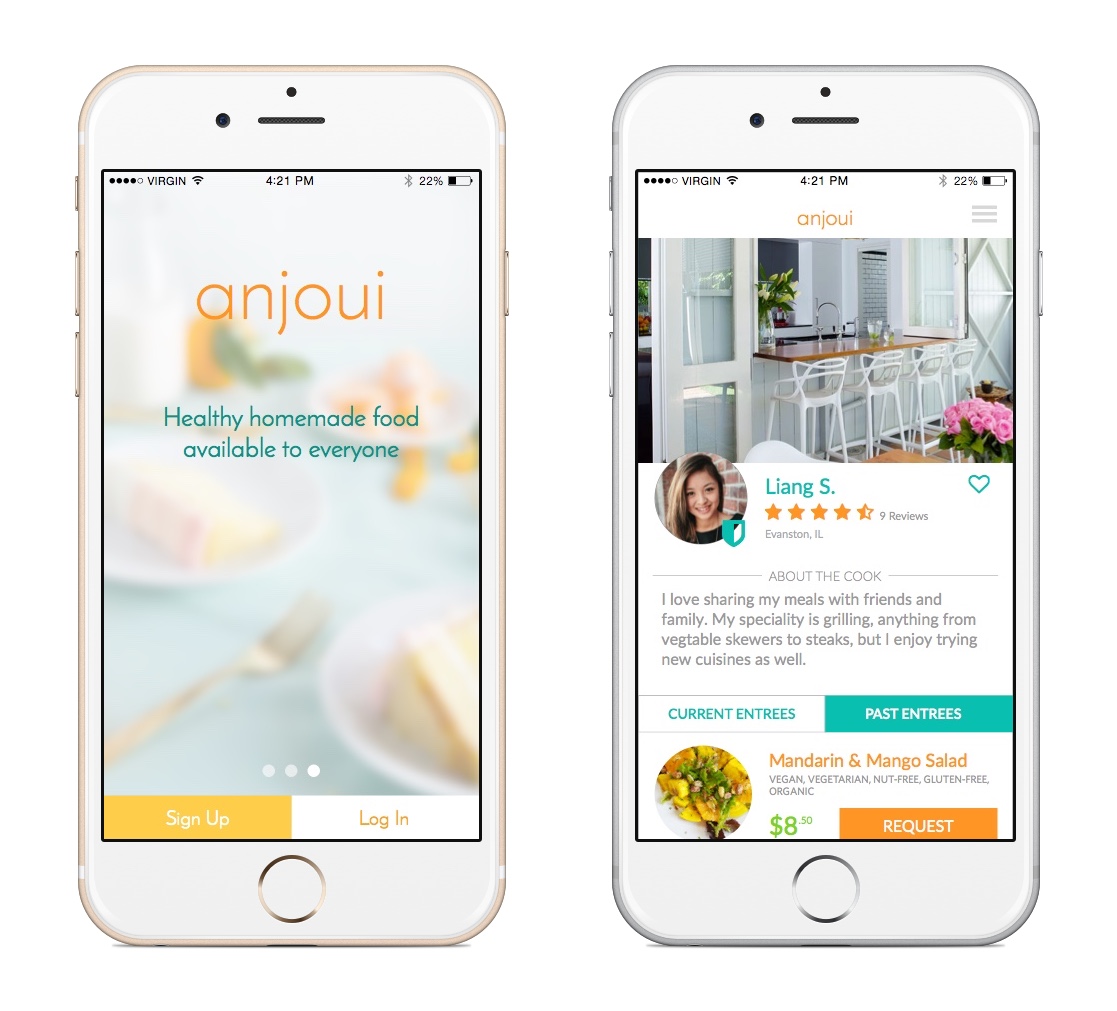 VIRGIN 4:21 PM 22%
anjoui
Healthy homemade food
available to everyone
Sign Up Log In
VIRGIN 4:21 PM 22%
anjoui
Liang S.
9 Reviews
Evanston, IL
ABOUT THE COOK
I love sharing my meals with friends and
family. My speciality is grilling, anything from
vegtable skewers to steaks, but I enjoy trying
new cuisines as well.
CURRENT ENTREES PAST ENTREES
Mandarin & Mango Salad
VEGAN, VEGETARIAN, NUT-FREE, GLUTEN-FREE,
ORGANIC
$8.50 REQUEST